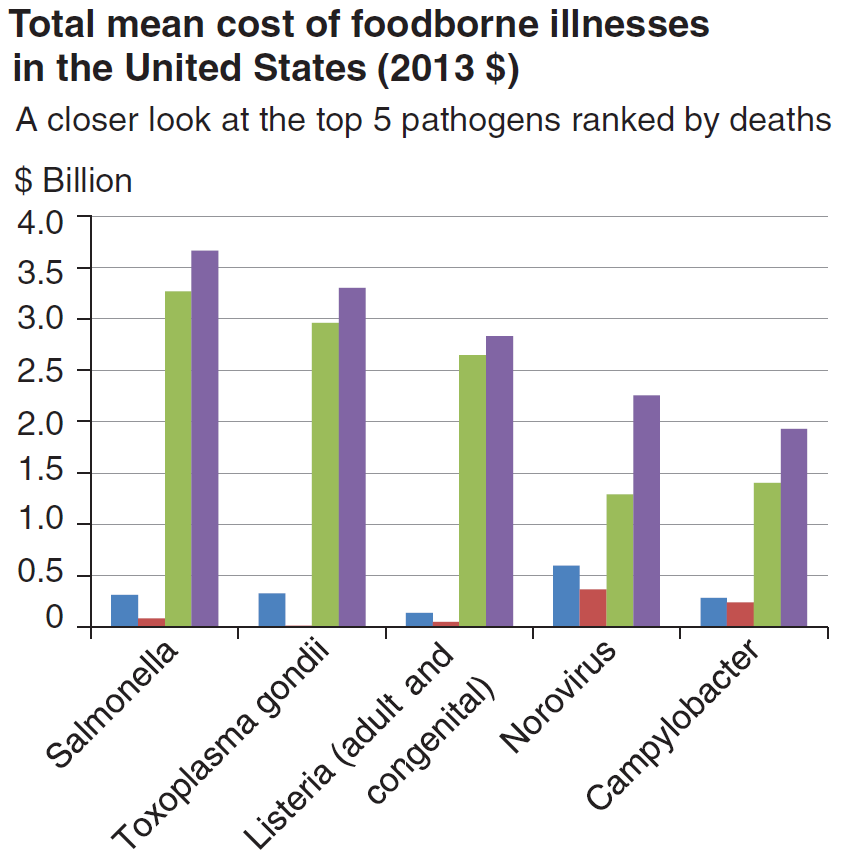 Total mean cost of foodborne illnesses
in the United States (2013 $)
A closer look at the top 5 pathogens ranked by deaths
$ Billion
4.0
3.5
3.0
2.5
2.0
1.5
1.0
0.5
0
Salmonella
Toxoplasma gondii
Listeria (adult and
congenital)
Norovirus
Campylobacter